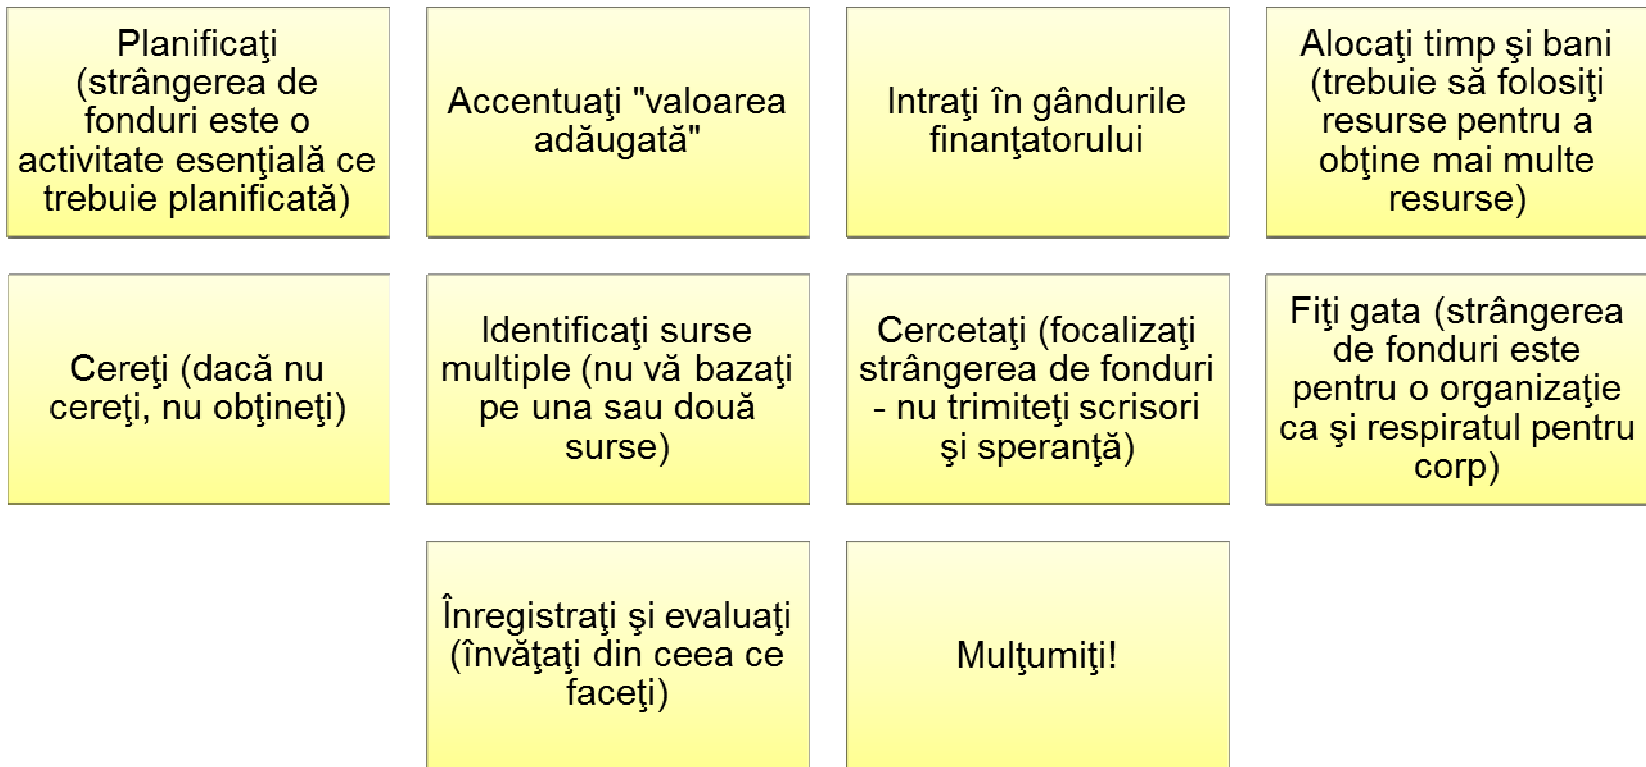 Planificaţi
(strângerea de
fonduri este o
activitate esenţială ce
trebuie planificată)
Accentuaţi "valoarea
adăugată"
Intraţi în gândurile
finanţatorului
Alocaţi timp şi bani
(trebuie să folosiţi
resurse pentru a
obţine mai multe
resurse)
Cereţi (dacă nu
cereţi, nu obţineţi)
Identificaţi surse
multiple (nu vă bazaţi
pe una sau două
surse)
Cercetaţi (focalizaţi
strângerea de fonduri
- nu trimiteţi scrisori
şi speranţă)
Fiţi gata (strângerea
de fonduri este
pentru o organizaţie
ca şi respiratul pentru
corp)
Înregistraţi şi evaluaţi
(învăţaţi din ceea ce
faceţi)
Mulţumiţi!